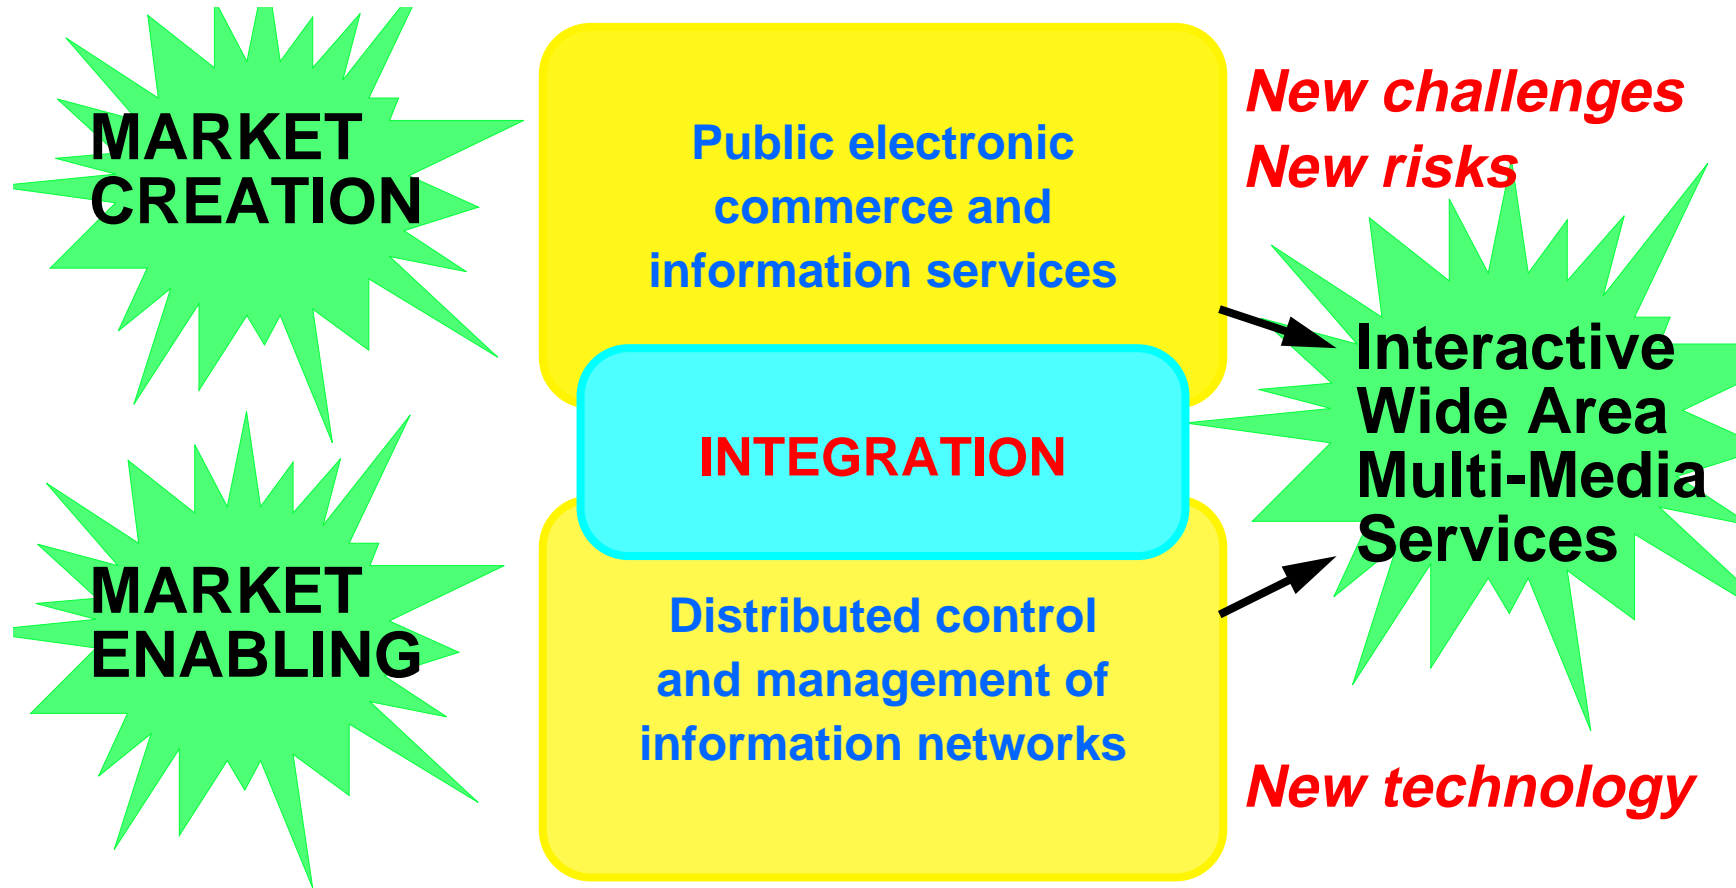 MARKET
CREATION
Public electronic
commerce and
information services
New challenges
New risks
INTEGRATION
Interactive
Wide Area
Multi-Media
Services
MARKET
ENABLING
Distributed control
and management of
information networks
New technology